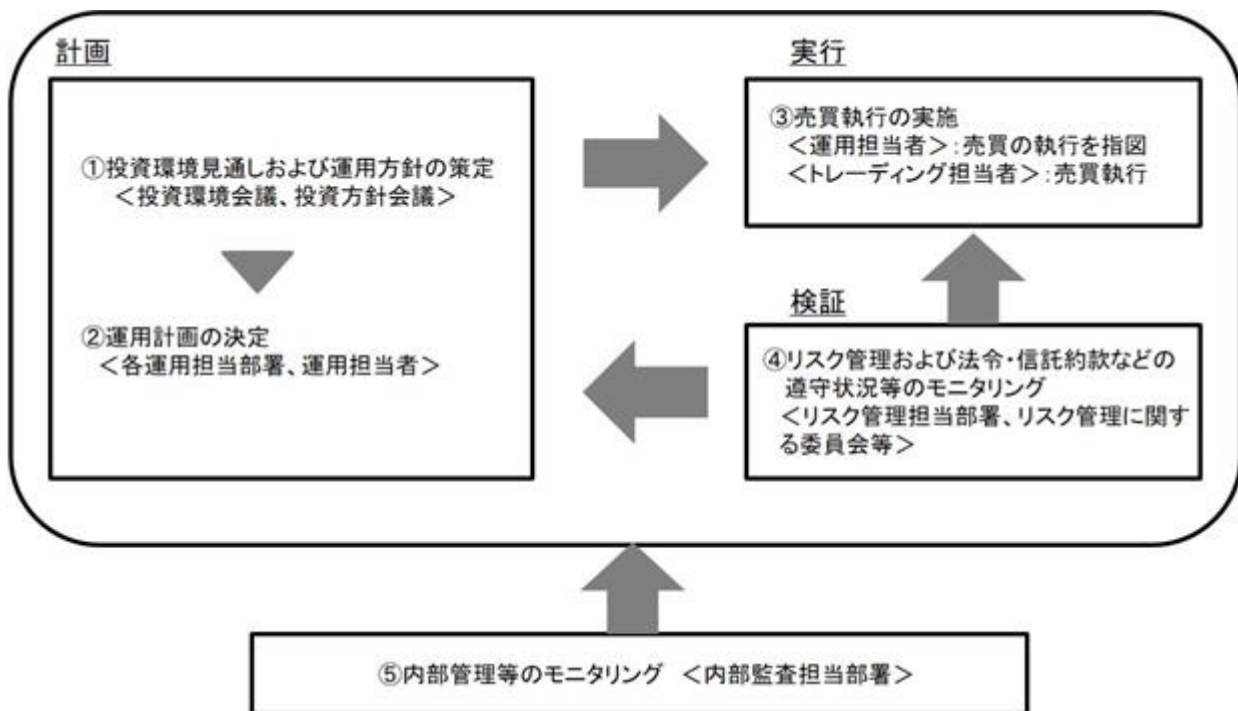 計画
①投資環境見通しおよび運用方針の策定
＜投資環境会議、投資方針会議＞
②運用計画の決定
＜各運用担当部署、運用担当者＞
実行
③売買執行の実施
＜運用担当者＞：売買の執行を指図
＜トレーディング担当者＞：売買執行
検証
④リスク管理および法令・信託約款などの
遵守状況等のモニタリング
＜リスク管理担当部署、リスク管理に関す
る委員会等＞
⑤内部管理等のモニタリング　＜内部監査担当部署＞